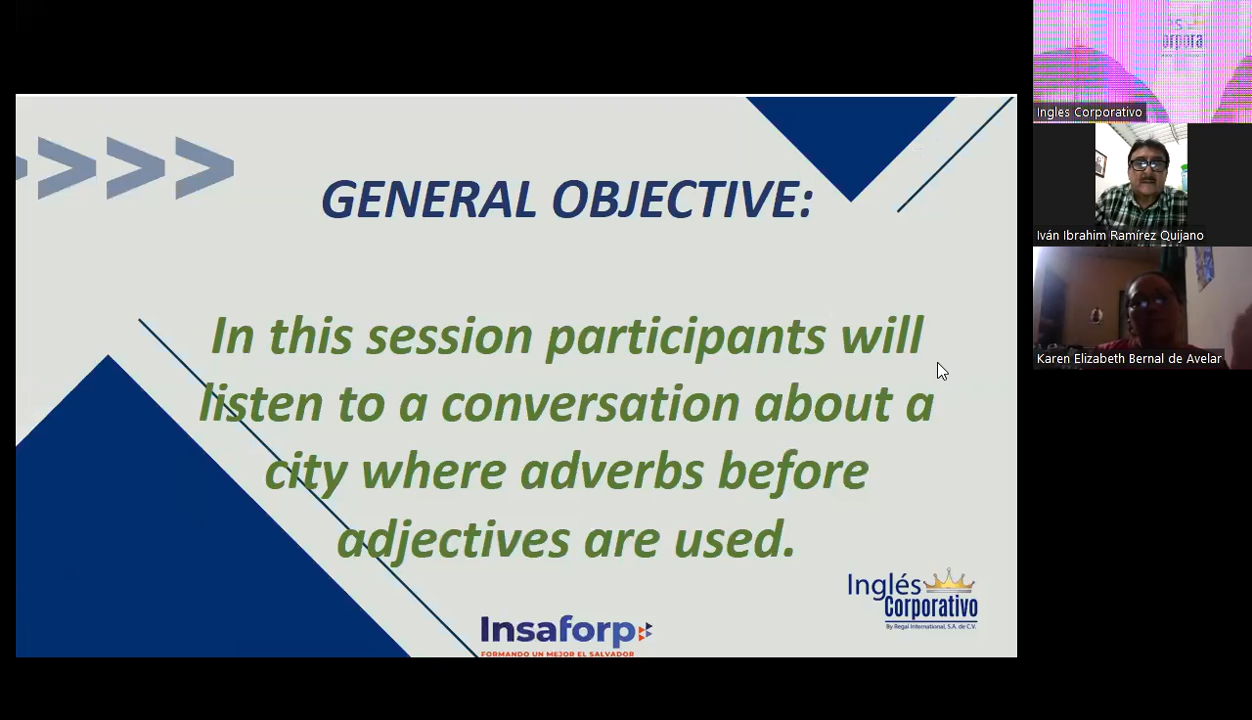 GENERAL OBJECTIVE:
In this session participants will
listen to a conversation about a
city where adverbs before
adjectives are used.
Inglés
Corporativo
By Regal International, S.A. de C.V.
Insaforp
FORMANDO UN MEJOR EL SALVADOR
Ingles Corporativo
Iván Ibrahim Ramírez Quijano
Karen Elizabeth Bernal de Avelar